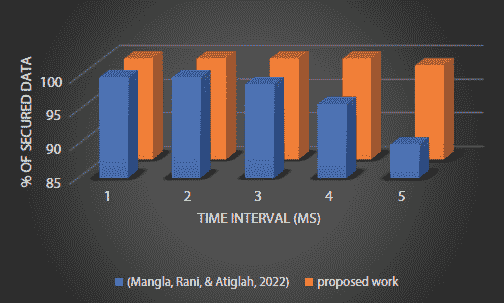 % OF SECURED DATA
100
95
90
85
1 2 3 4 5
TIME INTERVAL (MS)
(Mangla, Rani, & Atiglah, 2022) proposed work